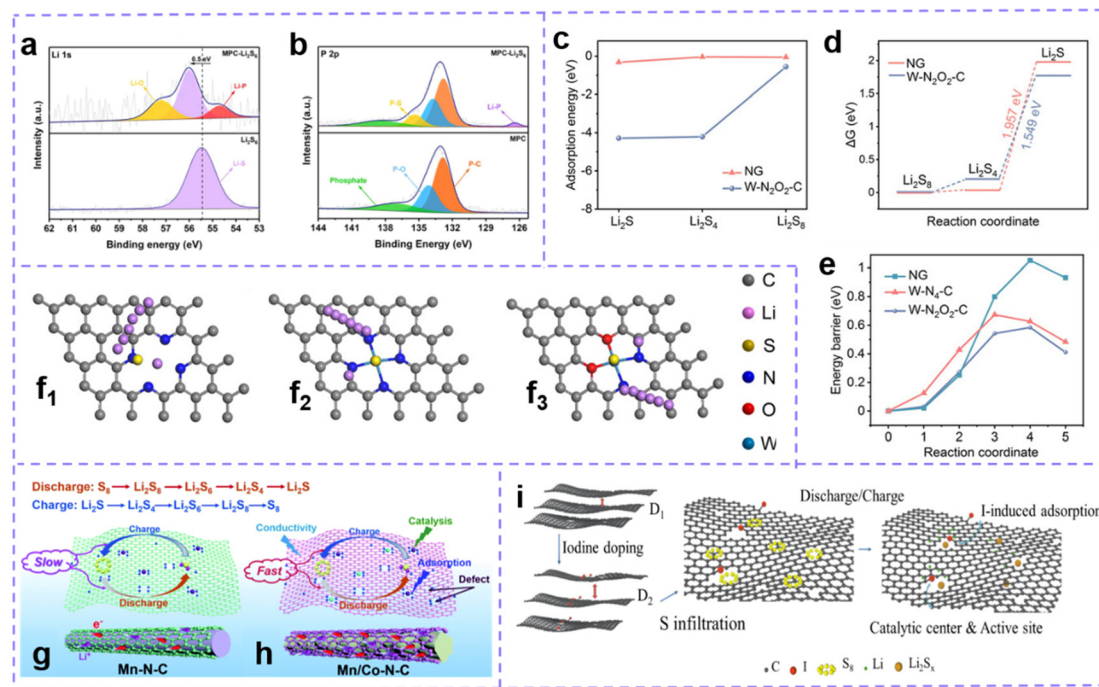 a
Li 1s
MPC-Li₂S₆
0.5 eV
Li-O
Li-P
Li₂S₆
Li-S
Intensity (a.u.)
62 61 60 59 58 57 56 55 54 53
Binding energy (eV)
b
P 2p
MPC-Li₂S₆
P-S
Li-P
MPC
Phosphate
P-O
P-C
Intensity (a.u.)
144 141 138 135 132 129 126
Binding Energy (eV)
c
0
-2
-4
-6
-8
Adsorption energy (eV)
NG
W-N₂O₂-C
Li₂S Li₂S₄ Li₂S₈
d
NG
W-N₂O₂-C
Li₂S
2
1
0
ΔG (eV)
1.957 eV
1.549 eV
Li₂S₈
Li₂S₄
Reaction coordinate
e
NG
W-N₄-C
W-N₂O₂-C
1
0.8
0.6
0.4
0.2
0
Energy barrier (eV)
0 1 2 3 4 5
Reaction coordinate
f₁
f₂
f₃
C
Li
S
N
O
W
Discharge: S₈ → Li₂S₈ → Li₂S₆ → Li₂S₄ → Li₂S
Charge: Li₂S → Li₂S₄ → Li₂S₆ → Li₂S₈ → S₈
Charge
Slow
Discharge
e⁻
Li⁺
g
Mn-N-C
Conductivity
Charge
Catalysis
Fast
Adsorption
Discharge
Defect
h
Mn/Co-N-C
i
D₁
Iodine doping
D₂
S infiltration
Discharge/Charge
I-induced adsorption
Catalytic center & Active site
C I S₈ Li Li₂Sₓ